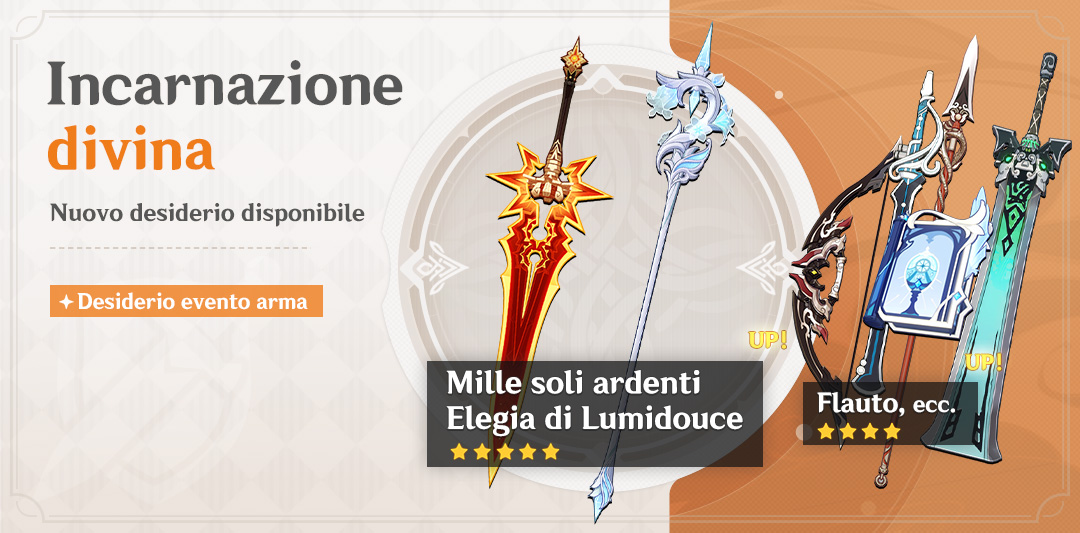 Incarnazione
divina
Nuovo desiderio disponibile
Desiderio evento arma
UP!
Mille soli ardenti
Elegia di Lumidouce
UP!
Flauto, ecc.